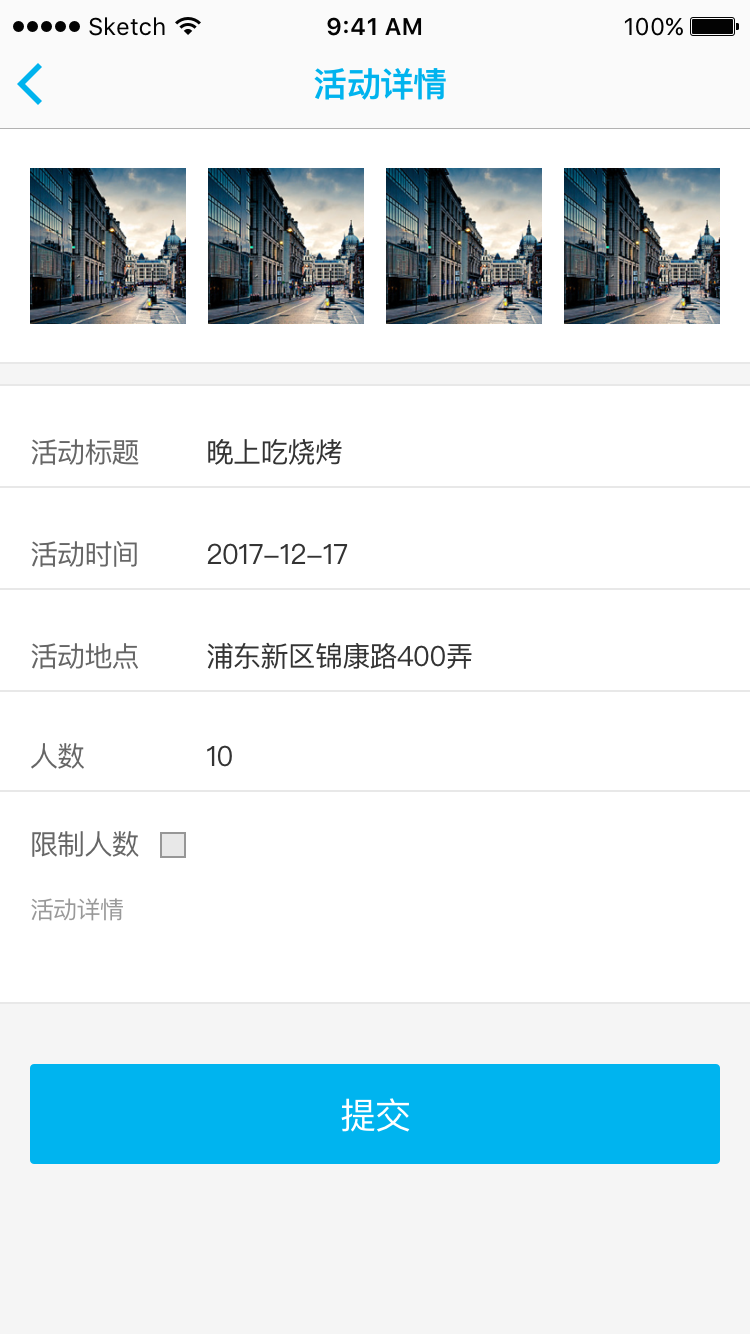 Sketch 9:41 AM 100%
活动详情
活动标题 晚上吃烧烤
活动时间 2017–12–17
活动地点 浦东新区锦康路400弄
人数 10
限制人数
活动详情
提交